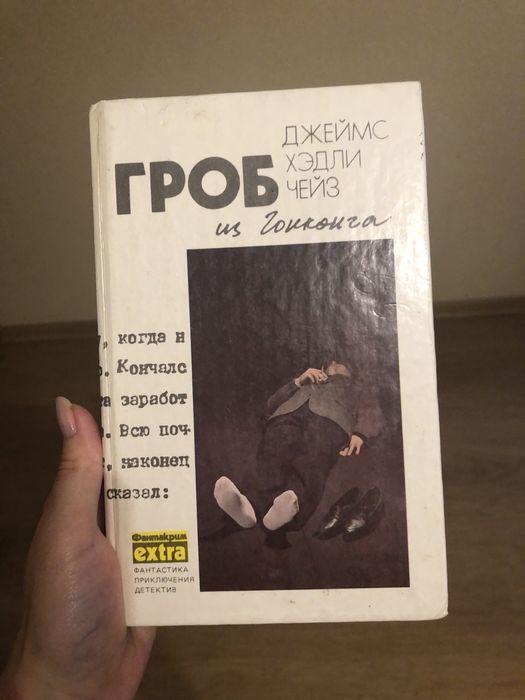 ДЖЕЙМС
ХЭДЛИ
ЧЕЙЗ
ГРОБ
из Гонконга
, когда н
. Кончалс
а заработ
. Всю поч-
, наконец
сказал:
Фантакрим
extra
ФАНТАСТИКА
ПРИКЛЮЧЕНИЯ
ДЕТЕКТИВ